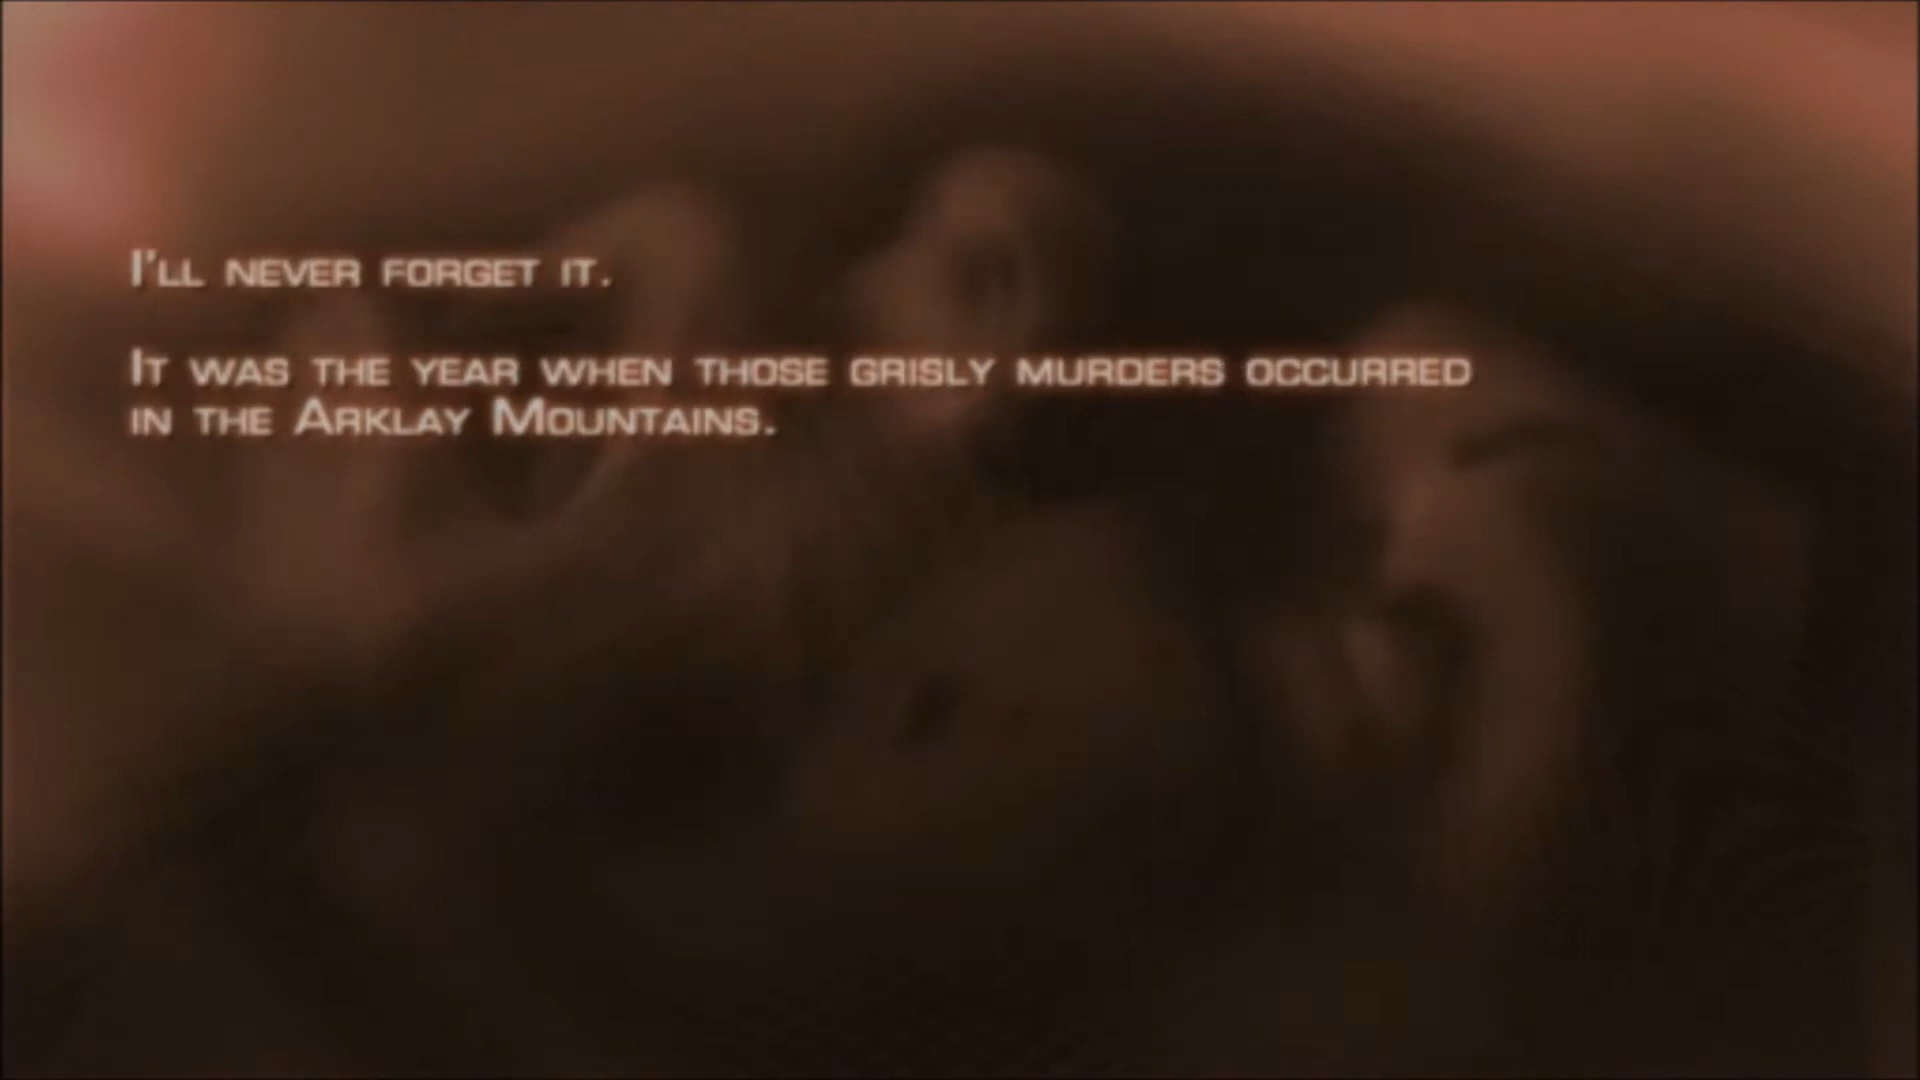 I'll never forget it.
It was the year when those grisly murders occurred
in the Arklay Mountains.